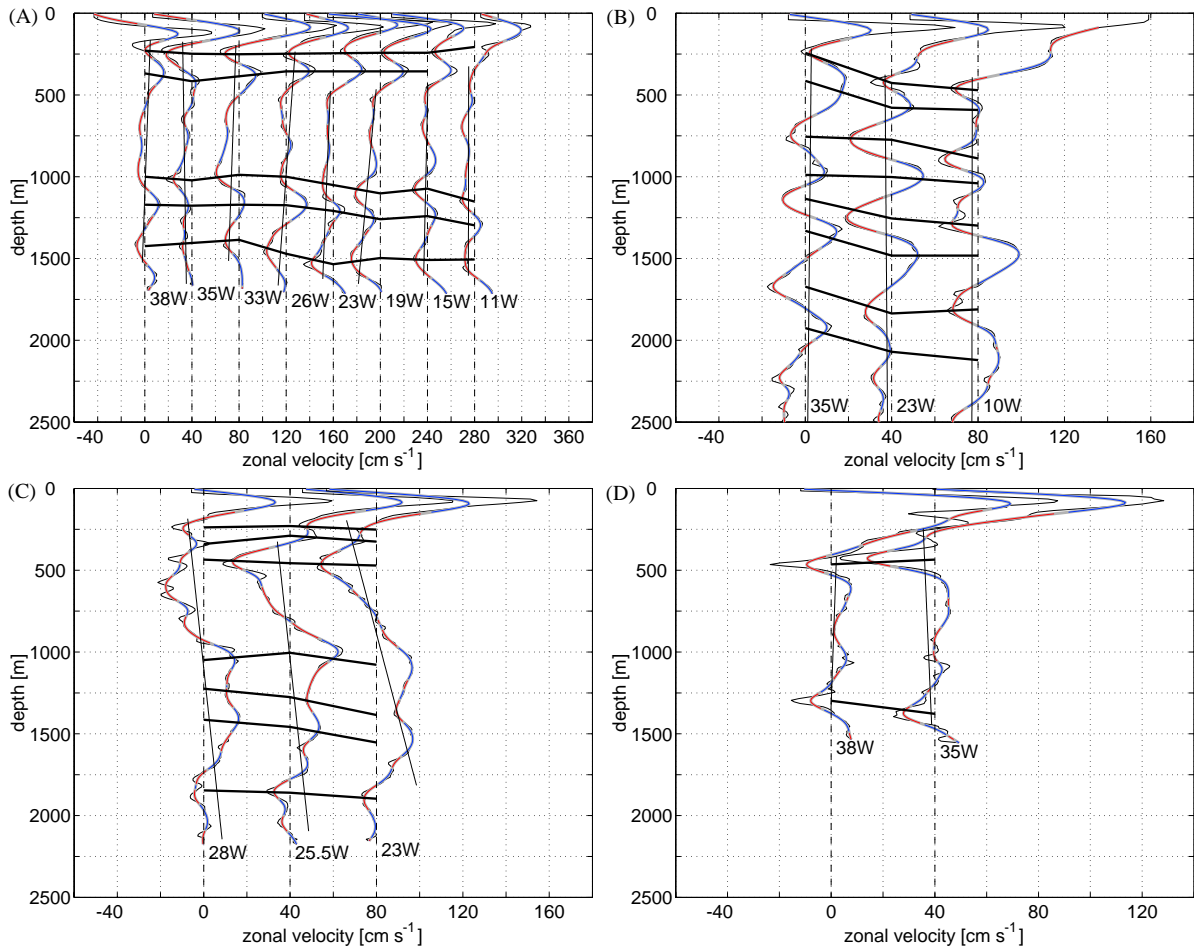 (A)
0
500
1000
1500
2000
2500
depth [m]
38W 35W 33W 26W 23W 19W 15W 11W
-40 0 40 80 120 160 200 240 280 320 360
zonal velocity [cm s-1]
(B)
0
500
1000
1500
2000
2500
depth [m]
35W 23W 10W
-40 0 40 80 120 160
zonal velocity [cm s-1]
(C)
0
500
1000
1500
2000
2500
depth [m]
28W 25.5W 23W
-40 0 40 80 120 160
zonal velocity [cm s-1]
(D)
0
500
1000
1500
2000
2500
depth [m]
38W 35W
-40 0 40 80 120
zonal velocity [cm s-1]